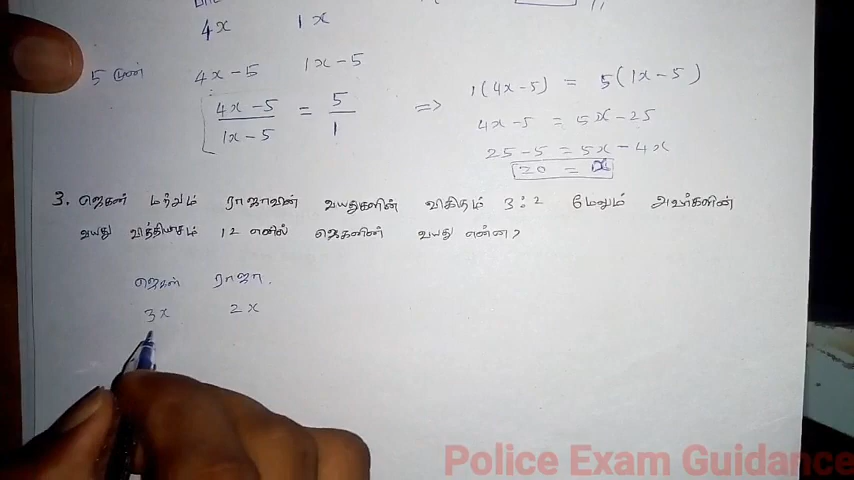 4x 1x
5 முன் 4x-5 1x-5
4x-5 / 1x-5 = 5 / 1 => 1(4x-5) = 5(1x-5)
4x-5 = 5x-25
25-5 = 5x-4x
20 = x
3. ஜெகன் மற்றும் ராஜாவின் வயதுகளின் விகிதம் 3:2 மேலும் அவர்களின்
வயது வித்தியாசம் 12 எனில் ஜெகனின் வயது என்ன?
ஜெகன் ராஜா.
3x 2x
Police Exam Guidance